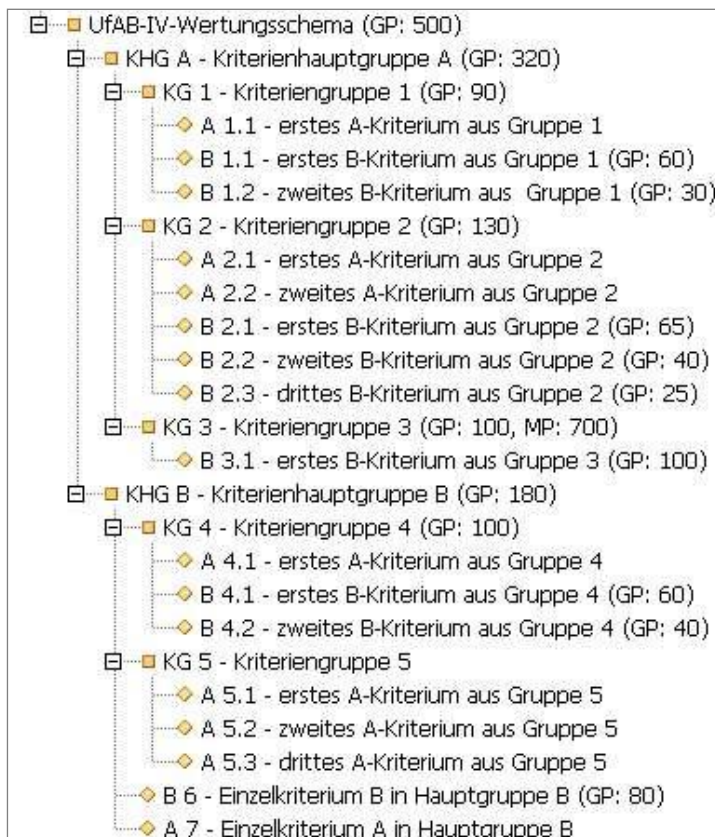 UfAB-IV-Wertungsschema (GP: 500)
KHG A - Kriterienhauptgruppe A (GP: 320)
KG 1 - Kriteriengruppe 1 (GP: 90)
A 1.1 - erstes A-Kriterium aus Gruppe 1
B 1.1 - erstes B-Kriterium aus Gruppe 1 (GP: 60)
B 1.2 - zweites B-Kriterium aus Gruppe 1 (GP: 30)
KG 2 - Kriteriengruppe 2 (GP: 130)
A 2.1 - erstes A-Kriterium aus Gruppe 2
A 2.2 - zweites A-Kriterium aus Gruppe 2
B 2.1 - erstes B-Kriterium aus Gruppe 2 (GP: 65)
B 2.2 - zweites B-Kriterium aus Gruppe 2 (GP: 40)
B 2.3 - drittes B-Kriterium aus Gruppe 2 (GP: 25)
KG 3 - Kriteriengruppe 3 (GP: 100, MP: 700)
B 3.1 - erstes B-Kriterium aus Gruppe 3 (GP: 100)
KHG B - Kriterienhauptgruppe B (GP: 180)
KG 4 - Kriteriengruppe 4 (GP: 100)
A 4.1 - erstes A-Kriterium aus Gruppe 4
B 4.1 - erstes B-Kriterium aus Gruppe 4 (GP: 60)
B 4.2 - zweites B-Kriterium aus Gruppe 4 (GP: 40)
KG 5 - Kriteriengruppe 5
A 5.1 - erstes A-Kriterium aus Gruppe 5
A 5.2 - zweites A-Kriterium aus Gruppe 5
A 5.3 - drittes A-Kriterium aus Gruppe 5
B 6 - Einzelkriterium B in Hauptgruppe B (GP: 80)
A 7 - Einzelkriterium A in Hauptgruppe B